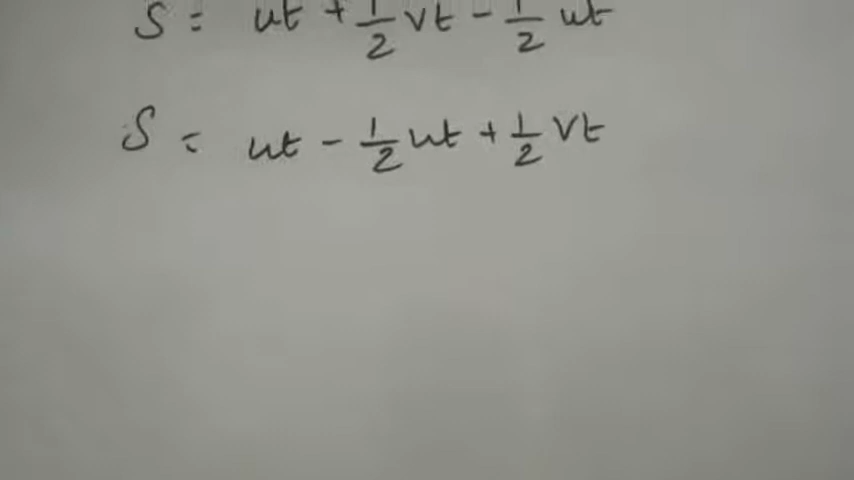 S = ut + 1/2 vt - 1/2 ut
S = ut - 1/2 ut + 1/2 vt